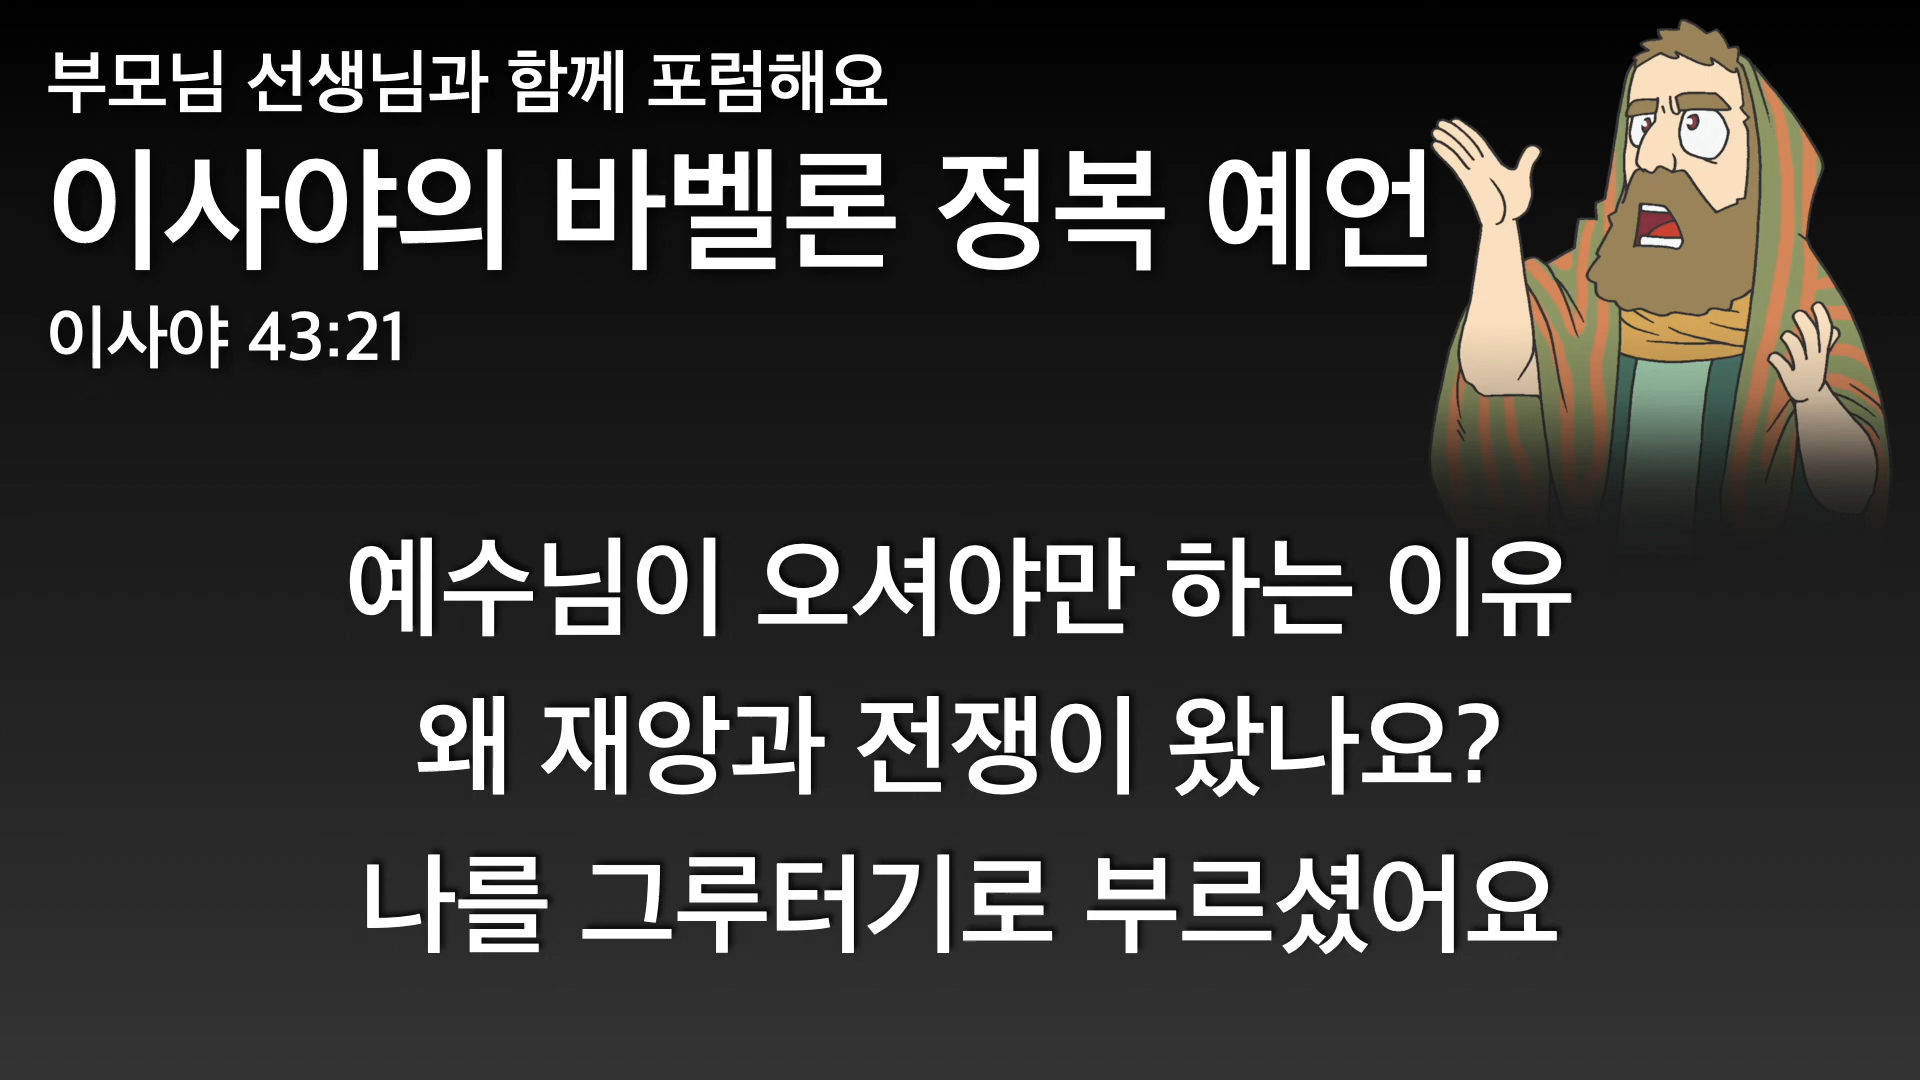 부모님 선생님과 함께 포럼해요
이사야의 바벨론 정복 예언
이사야 43:21
예수님이 오셔야만 하는 이유
왜 재앙과 전쟁이 왔나요?
나를 그루터기로 부르셨어요